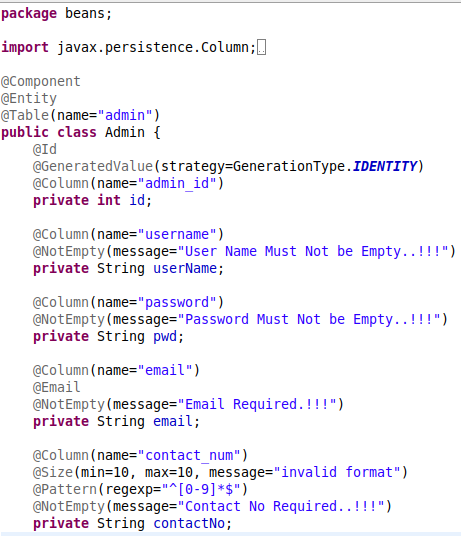 package beans;
import javax.persistence.Column;
@Component
@Entity
@Table(name="admin")
public class Admin {
@Id
@GeneratedValue(strategy=GenerationType.IDENTITY)
@Column(name="admin_id")
private int id;
@Column(name="username")
@NotEmpty(message="User Name Must Not be Empty..!!!")
private String userName;
@Column(name="password")
@NotEmpty(message="Password Must Not be Empty..!!!")
private String pwd;
@Column(name="email")
@Email
@NotEmpty(message="Email Required.!!!")
private String email;
@Column(name="contact_num")
@Size(min=10, max=10, message="invalid format")
@Pattern(regexp="^[0-9]*$")
@NotEmpty(message="Contact No Required..!!!")
private String contactNo;